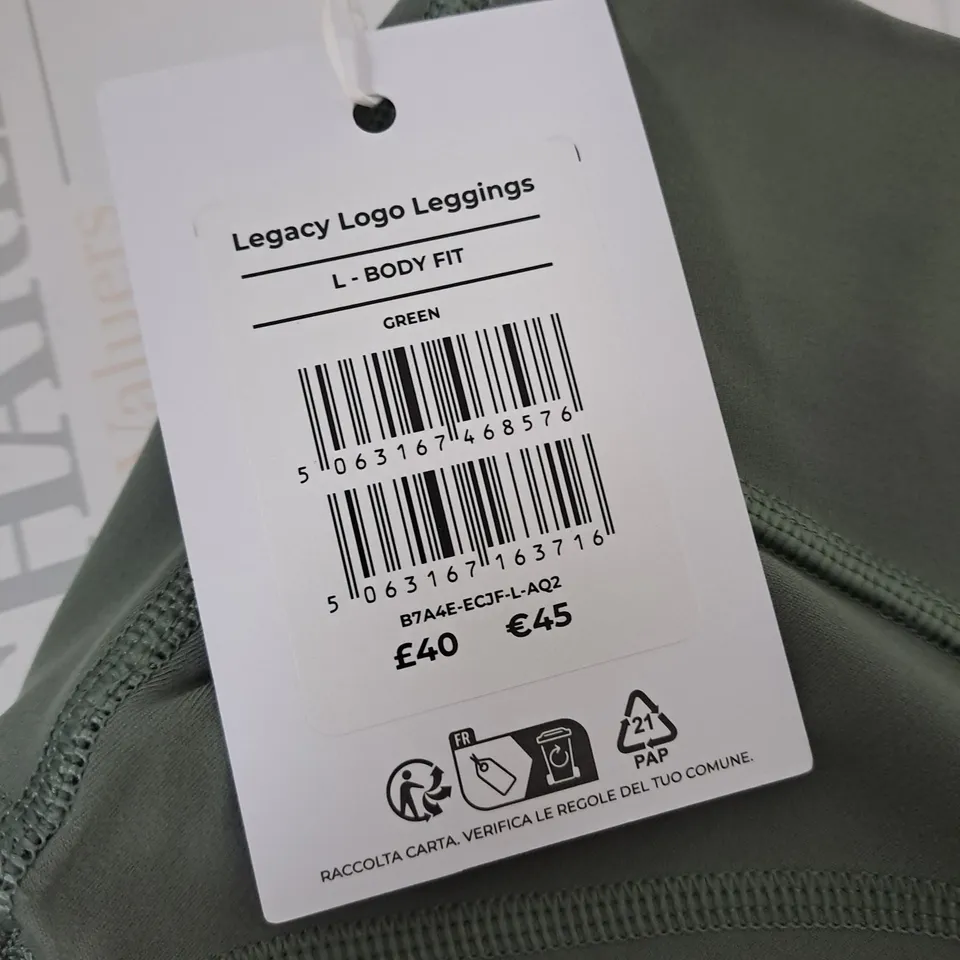 Legacy Logo Leggings
L - BODY FIT
GREEN
5 063167 468576
5 063167 163716
B7A4E-ECJF-L-AQ2
£40 €45
FR
21
PAP
RACCOLTA CARTA. VERIFICA LE REGOLE DEL TUO COMUNE.
Valuers